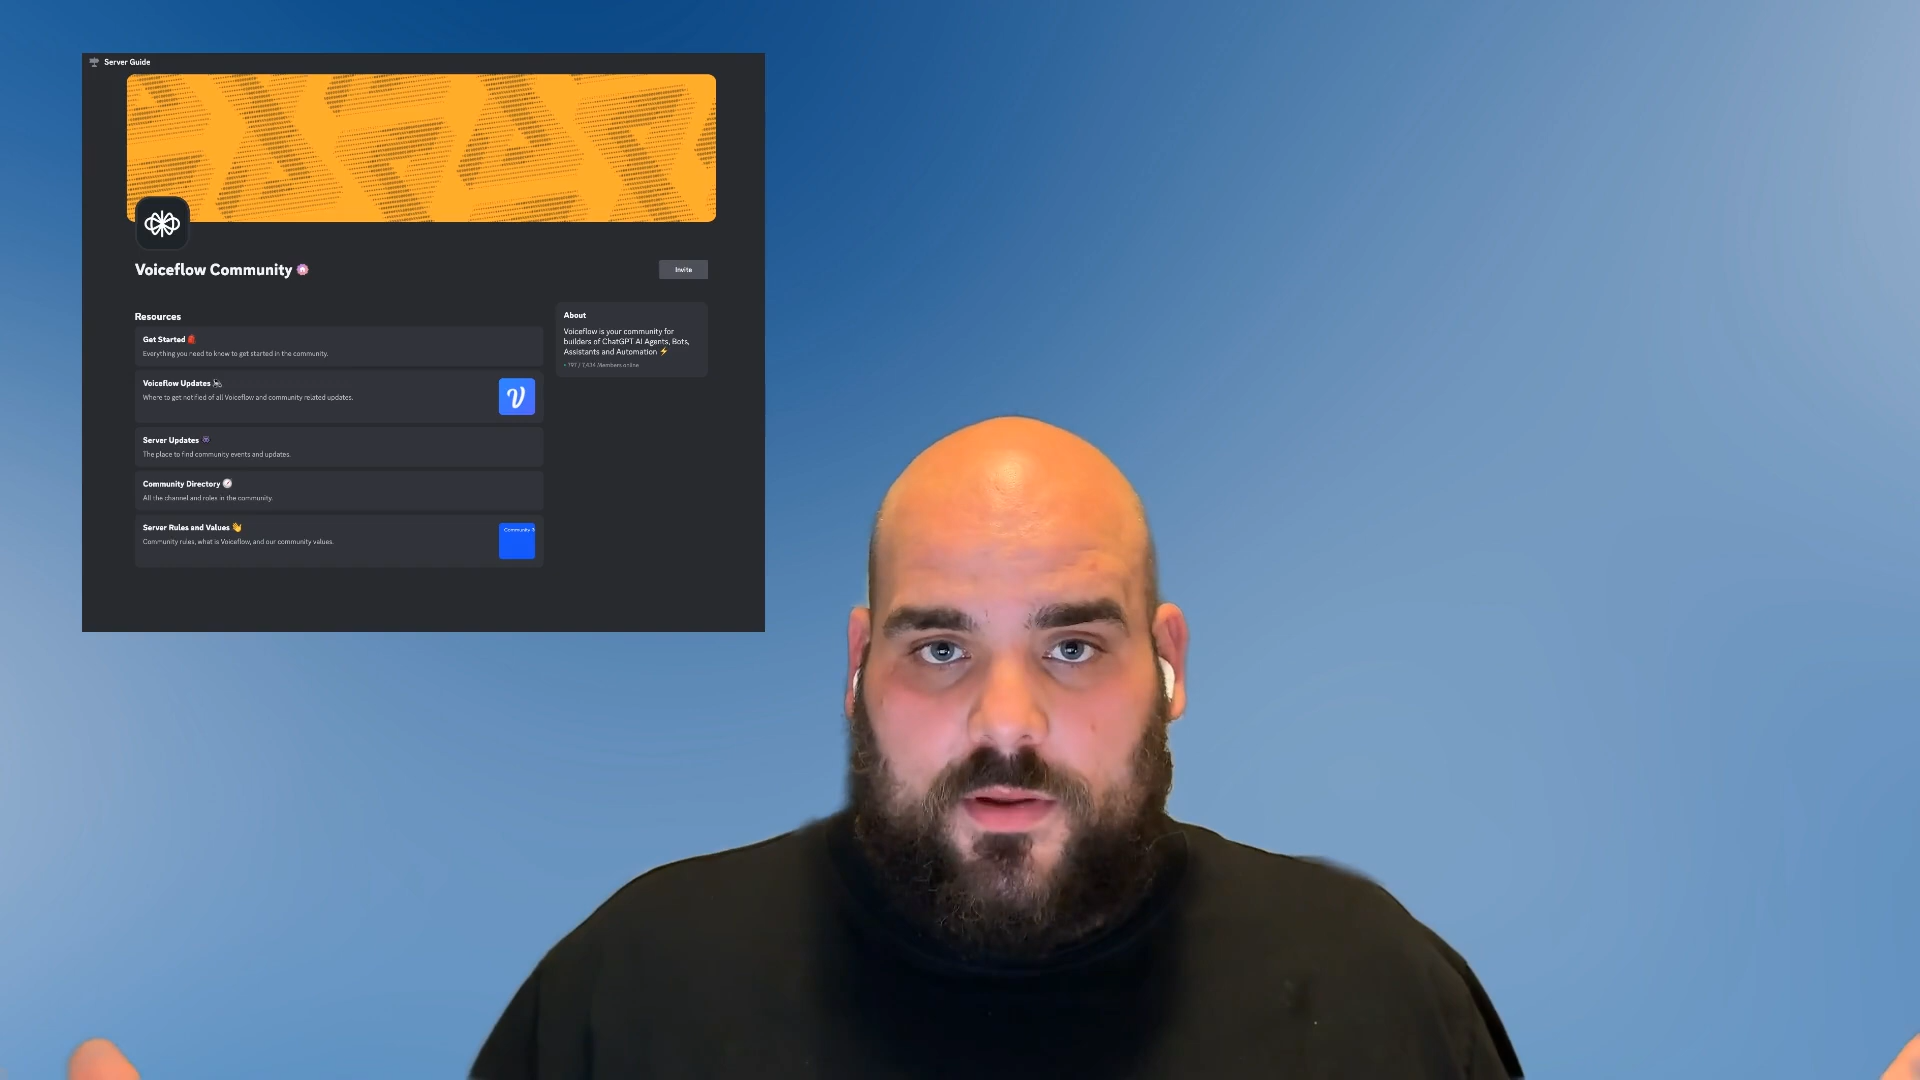 Server Guide
Voiceflow Community
Invite
Resources
Get Started
Everything you need to know to get started in the community.
Voiceflow Updates
Where to get notified of all Voiceflow and community related updates.
Server Updates
The place to find community events and updates.
Community Directory
All the channel and roles in the community.
Server Rules and Values
Community rules, what is Voiceflow, and our community values.
Community
About
Voiceflow is your community for
builders of ChatGPT AI Agents, Bots,
Assistants and Automation
Members online